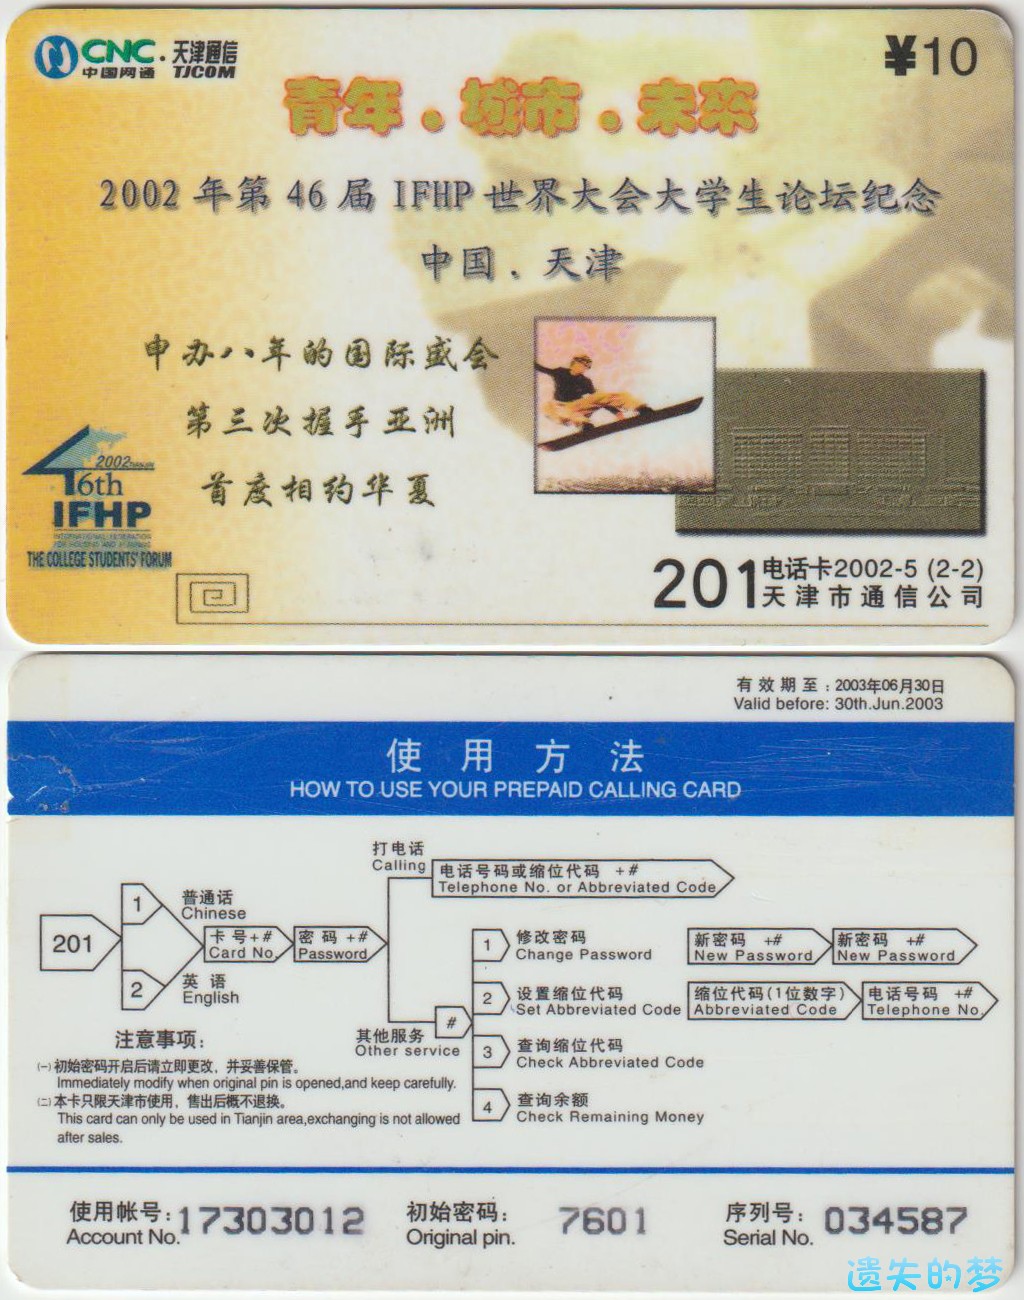 CNC·天津通信
中国网通 TJCOM
¥10
青年.城市.未来
2002年第46届IFHP世界大会大学生论坛纪念
中国.天津
申办八年的国际盛会
第三次握手亚洲
首度相约华夏
2002 TIANJIN
46th
IFHP
INTERNATIONAL FEDERATION
FOR HOUSING AND PLANNING
THE COLLEGE STUDENTS' FORUM
201电话卡2002-5 (2-2)
天津市通信公司
有效期至：2003年06月30日
Valid before: 30th.Jun.2003
使用方法
HOW TO USE YOUR PREPAID CALLING CARD
201
1
普通话
Chinese
2
英语
English
卡号+#
Card No.
密码+#
Password
打电话
Calling
电话号码或缩位代码 +#
Telephone No. or Abbreviated Code
其他服务
Other service
#
1
修改密码
Change Password
新密码 +#
New Password
新密码 +#
New Password
2
设置缩位代码
Set Abbreviated Code
缩位代码(1位数字)
Abbreviated Code
电话号码 +#
Telephone No.
3
查询缩位代码
Check Abbreviated Code
4
查询余额
Check Remaining Money
注意事项：
(一)初始密码开启后请立即更改，并妥善保管。
Immediately modify when original pin is opened,and keep carefully.
(二)本卡只限天津市使用，售出后概不退换。
This card can only be used in Tianjin area,exchanging is not allowed
after sales.
使用帐号：17303012
Account No.
初始密码： 7601
Original pin.
序列号：034587
Serial No.
遗失的梦